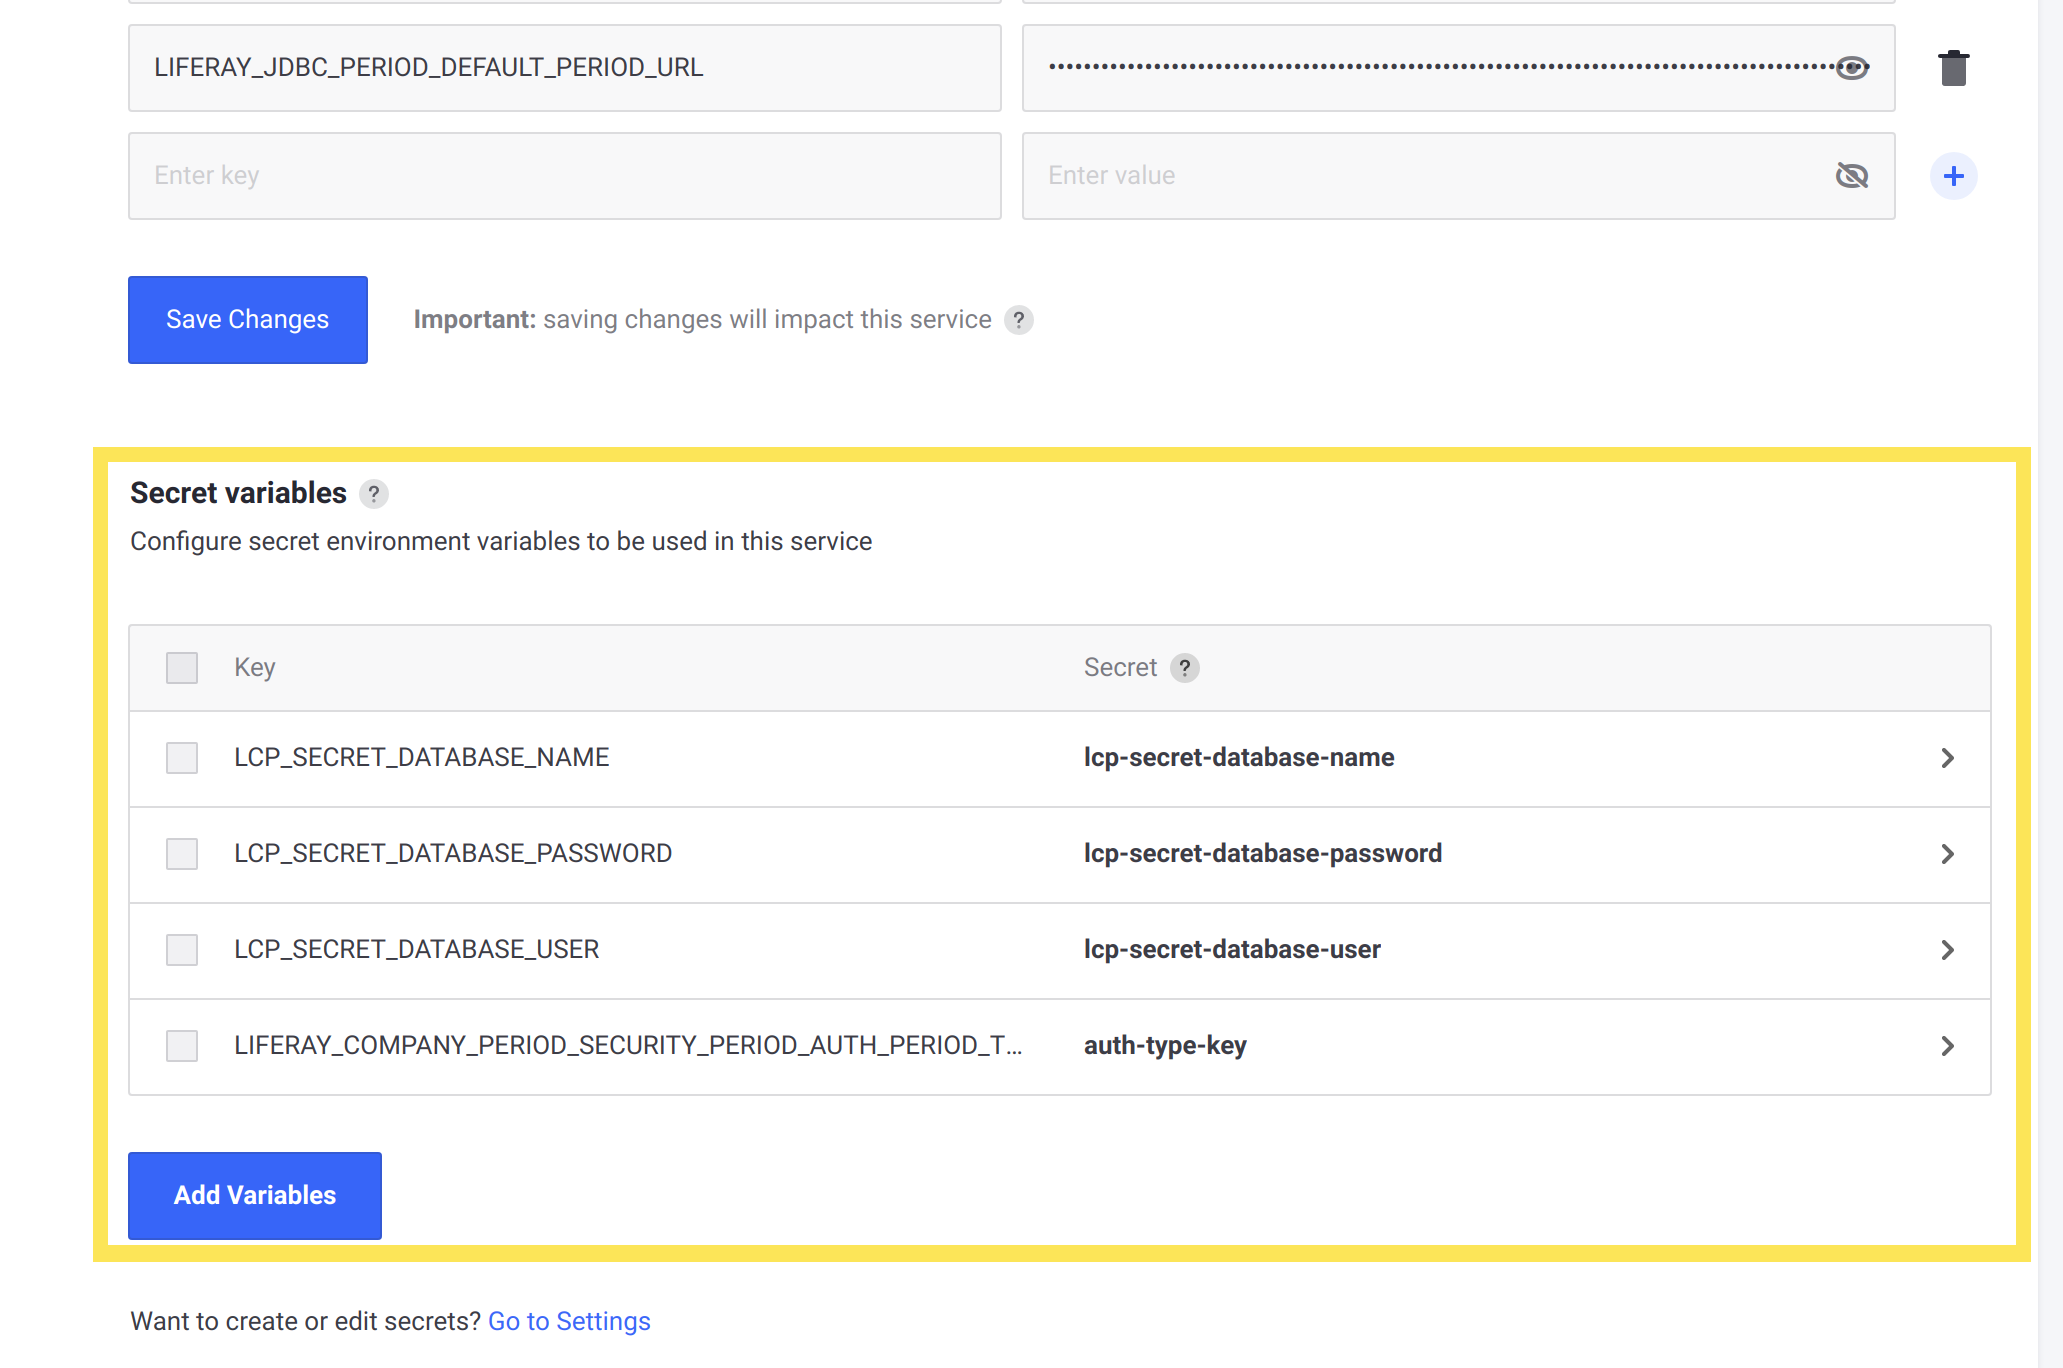 LIFERAY_JDBC_PERIOD_DEFAULT_PERIOD_URL
Enter key Enter value
Save Changes Important: saving changes will impact this service ?
Secret variables ?
Configure secret environment variables to be used in this service
Key Secret ?
LCP_SECRET_DATABASE_NAME lcp-secret-database-name
LCP_SECRET_DATABASE_PASSWORD lcp-secret-database-password
LCP_SECRET_DATABASE_USER lcp-secret-database-user
LIFERAY_COMPANY_PERIOD_SECURITY_PERIOD_AUTH_PERIOD_T... auth-type-key
Add Variables
Want to create or edit secrets? Go to Settings